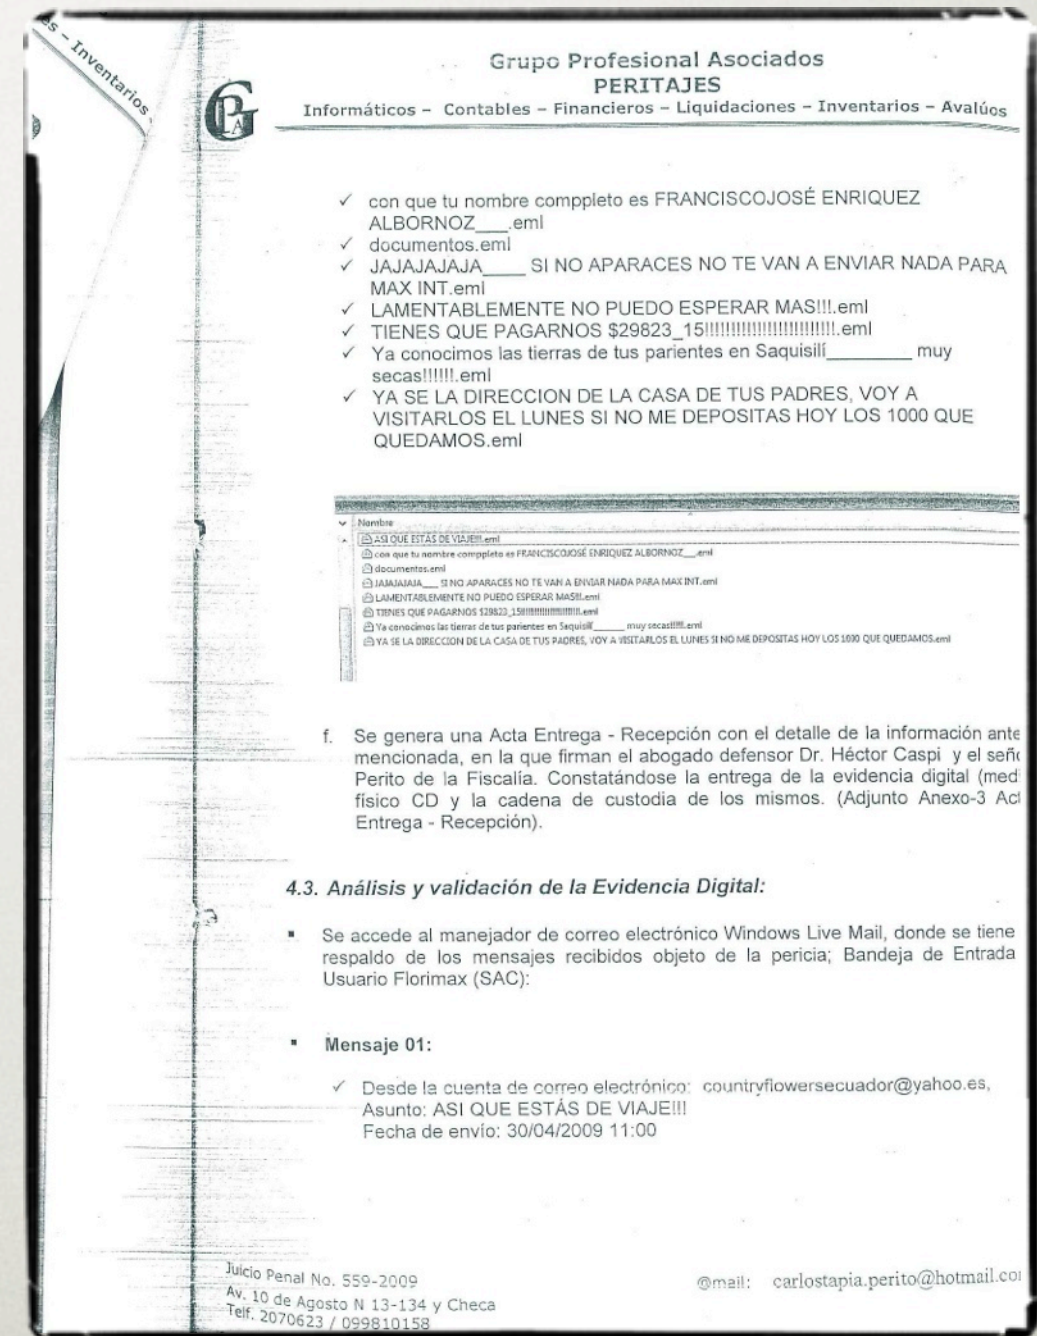 es - Inventarios
Grupo Profesional Asociados
PERITAJES
Informáticos - Contables - Financieros - Liquidaciones - Inventarios - Avalúos
GPA
✓ con que tu nombre comppleto es FRANCISCOJOSÉ ENRIQUEZ
ALBORNOZ___.eml
✓ documentos.eml
✓ JAJAJAJAJA____ SI NO APARACES NO TE VAN A ENVIAR NADA PARA
MAX INT.eml
✓ LAMENTABLEMENTE NO PUEDO ESPERAR MAS!!!.eml
✓ TIENES QUE PAGARNOS $29823_15!!!!!!!!!!!!!!!!!!!!!!!!!.eml
✓ Ya conocimos las tierras de tus parientes en Saquisilí________ muy
secas!!!!!!.eml
✓ YA SE LA DIRECCION DE LA CASA DE TUS PADRES, VOY A
VISITARLOS EL LUNES SI NO ME DEPOSITAS HOY LOS 1000 QUE
QUEDAMOS.eml
Nombre
ASI QUE ESTÁS DE VIAJE!!!.eml
con que tu nombre comppleto es FRANCISCOJOSÉ ENRIQUEZ ALBORNOZ___.eml
documentos.eml
JAJAJAJAJA____ SI NO APARACES NO TE VAN A ENVIAR NADA PARA MAX INT.eml
LAMENTABLEMENTE NO PUEDO ESPERAR MAS!!!.eml
TIENES QUE PAGARNOS $29823_15!!!!!!!!!!!!!!!!!!!!!!!!!.eml
Ya conocimos las tierras de tus parientes en Saquisilí________ muy secas!!!!!!.eml
YA SE LA DIRECCION DE LA CASA DE TUS PADRES, VOY A VISITARLOS EL LUNES SI NO ME DEPOSITAS HOY LOS 1000 QUE QUEDAMOS.eml
f. Se genera una Acta Entrega - Recepción con el detalle de la información ante
mencionada, en la que firman el abogado defensor Dr. Héctor Caspi y el seño
Perito de la Fiscalía. Constatándose la entrega de la evidencia digital (med
físico CD y la cadena de custodia de los mismos. (Adjunto Anexo-3 Act
Entrega - Recepción).
4.3. Análisis y validación de la Evidencia Digital:
▪ Se accede al manejador de correo electrónico Windows Live Mail, donde se tiene
respaldo de los mensajes recibidos objeto de la pericia; Bandeja de Entrada
Usuario Florimax (SAC):
▪ Mensaje 01:
✓ Desde la cuenta de correo electrónico: countryflowersecuador@yahoo.es,
Asunto: ASI QUE ESTÁS DE VIAJE!!!
Fecha de envío: 30/04/2009 11:00
Juicio Penal No. 559-2009
Av. 10 de Agosto N 13-134 y Checa
Telf. 2070623 / 099810158
@mail: carlostapia.perito@hotmail.co